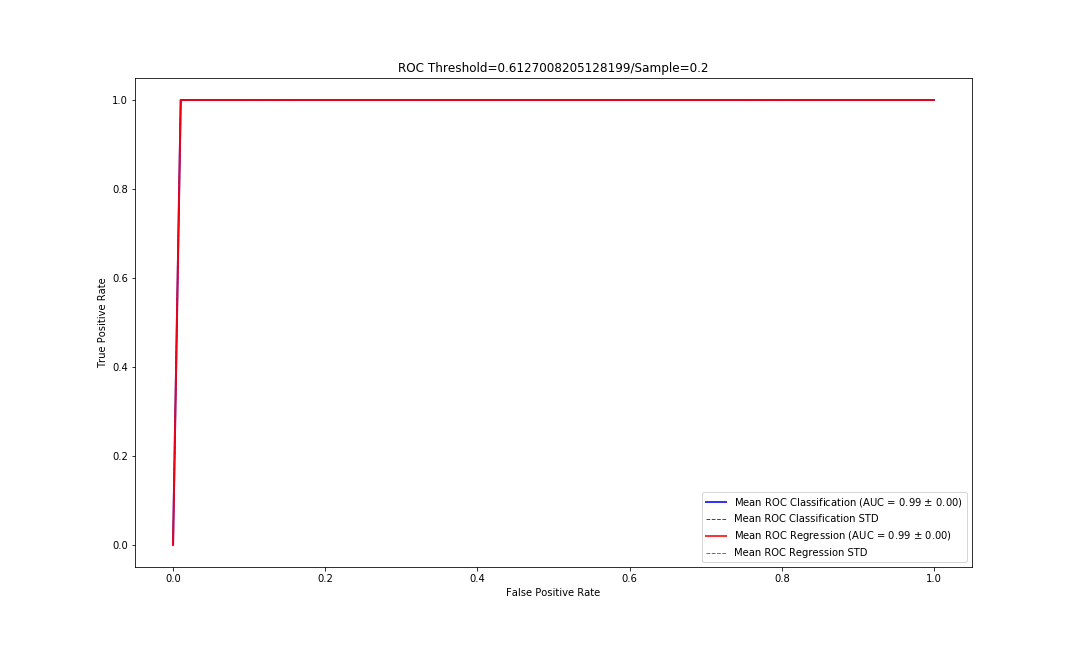 ROC Threshold=0.6127008205128199/Sample=0.2
1.0
0.8
0.6
0.4
0.2
0.0
True Positive Rate
Mean ROC Classification (AUC = 0.99 ± 0.00)
Mean ROC Classification STD
Mean ROC Regression (AUC = 0.99 ± 0.00)
Mean ROC Regression STD
0.0 0.2 0.4 0.6 0.8 1.0
False Positive Rate